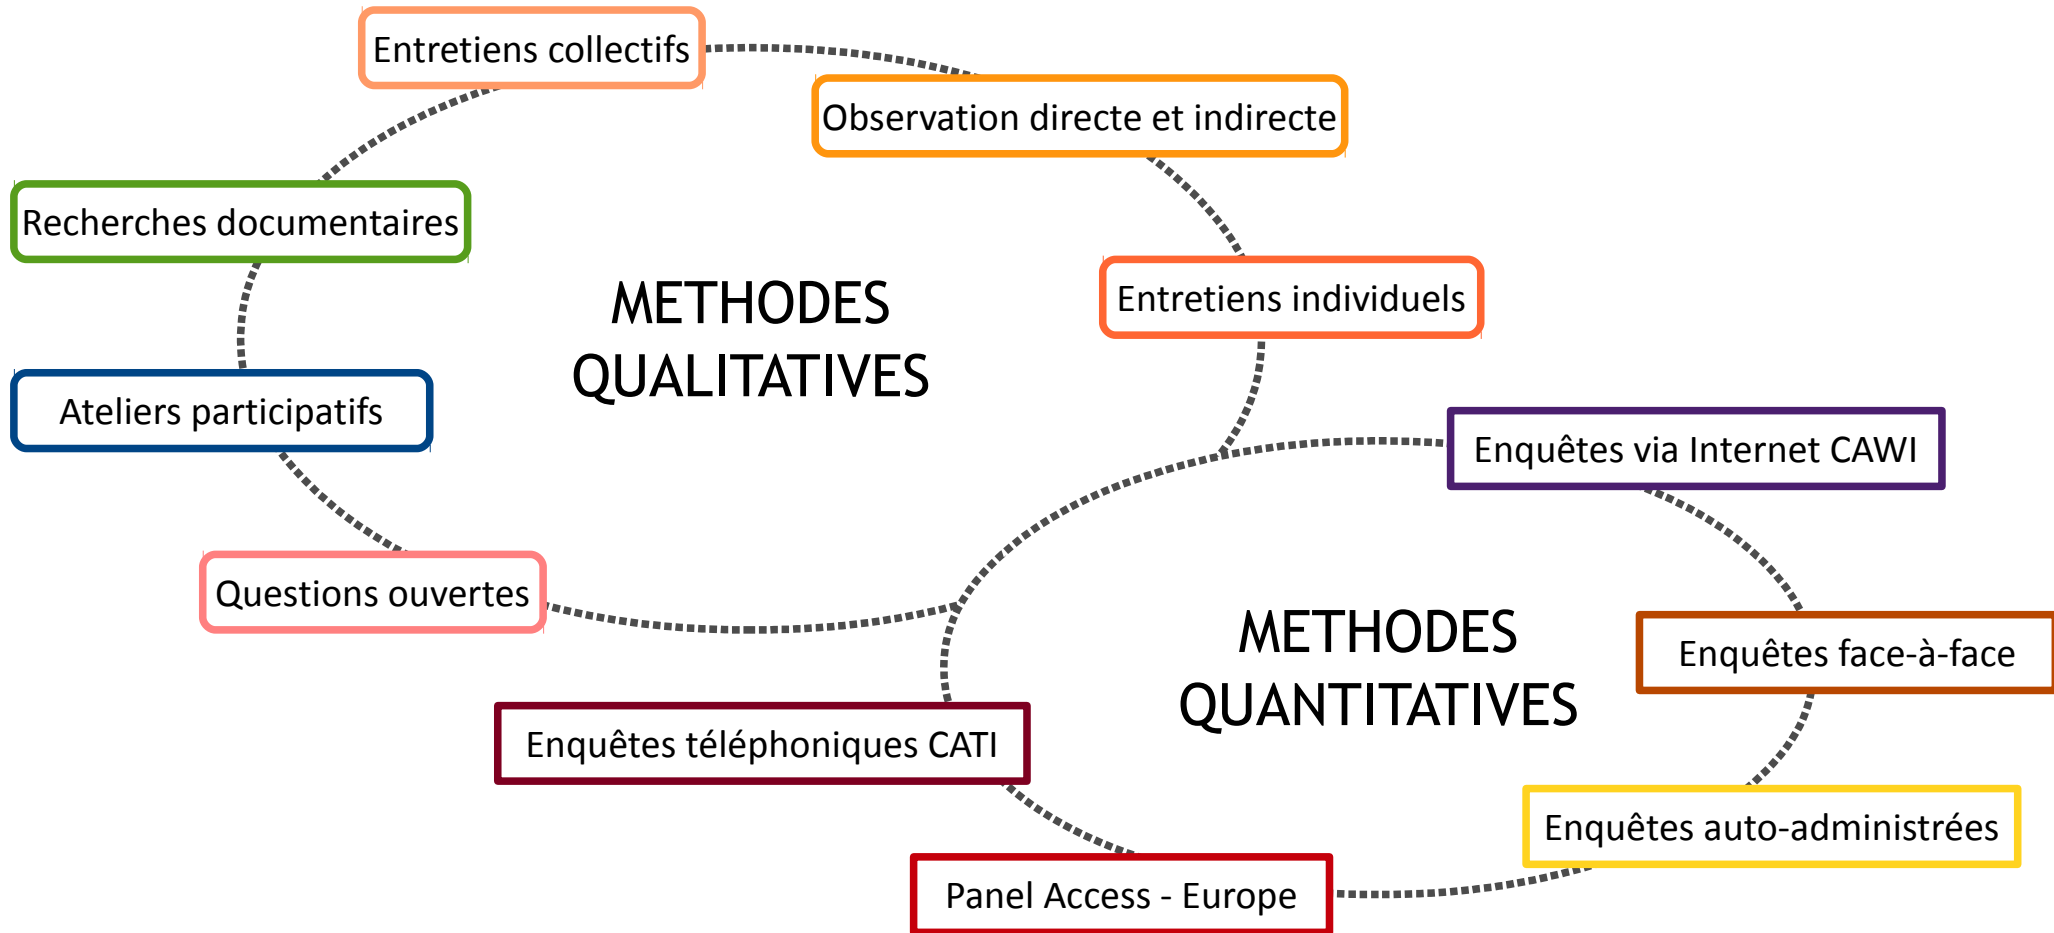 Entretiens collectifs
Observation directe et indirecte
Recherches documentaires
Entretiens individuels
METHODES
QUALITATIVES
Ateliers participatifs
Enquêtes via Internet CAWI
Questions ouvertes
METHODES
QUANTITATIVES
Enquêtes face-à-face
Enquêtes téléphoniques CATI
Enquêtes auto-administrées
Panel Access - Europe